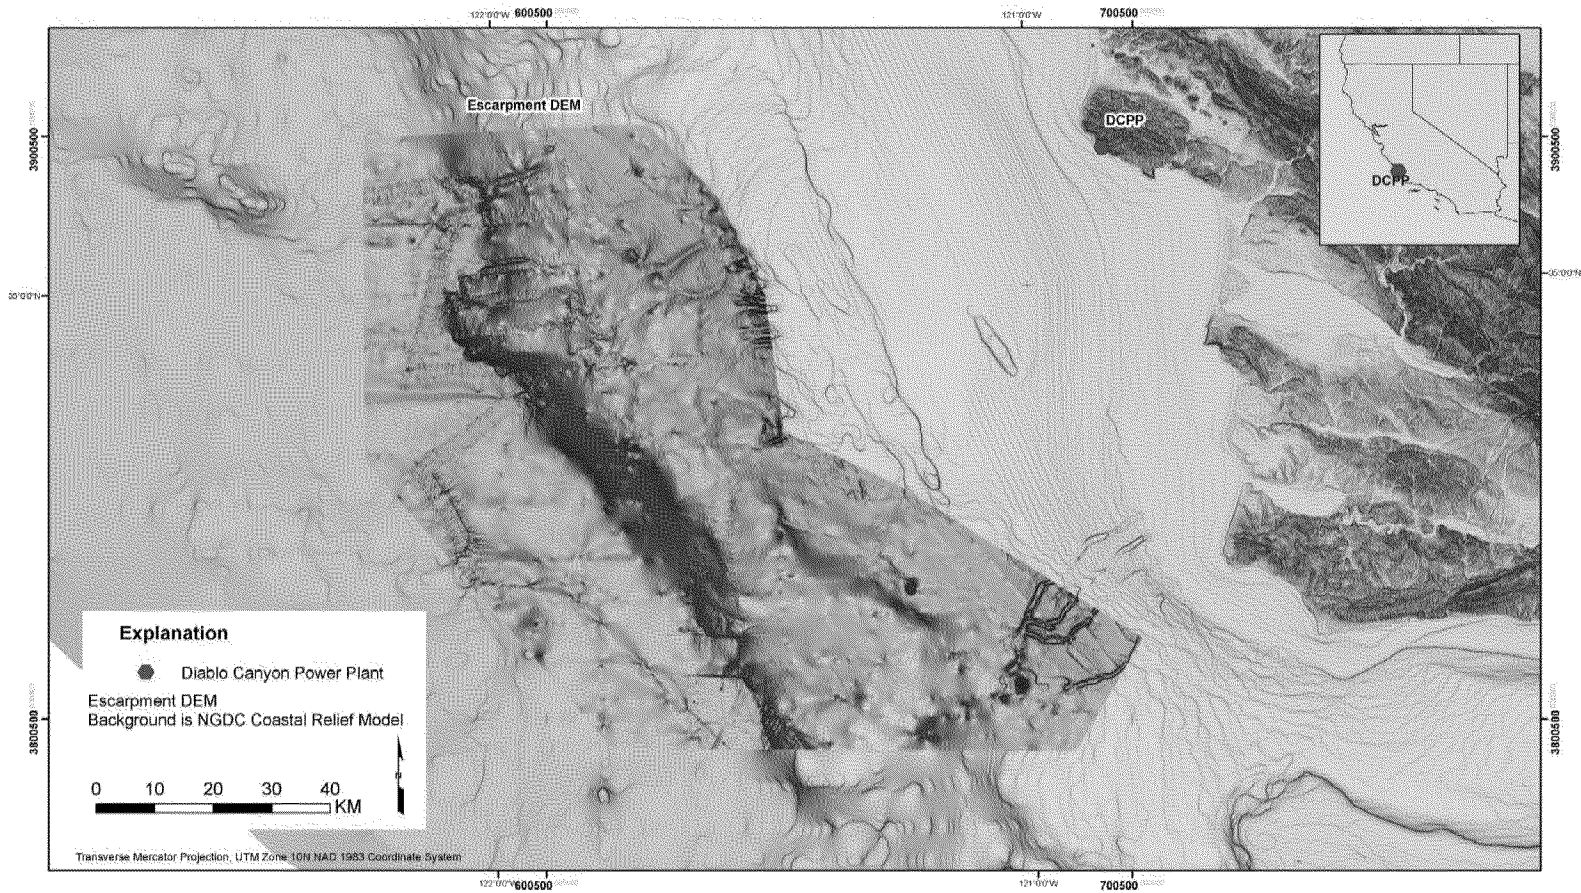 122°0'0"W
600500
121°0'0"W
700500
Escarpment DEM
DCPP
3900500
3900500
DCPP
35°0'0"N
35°0'0"N
Explanation
Diablo Canyon Power Plant
Escarpment DEM
Background is NGDC Coastal Relief Model
3800500
3800500
N
0 10 20 30 40
KM
Transverse Mercator Projection, UTM Zone 10N NAD 1983 Coordinate System
122°0'0"W
600500
121°0'0"W
700500